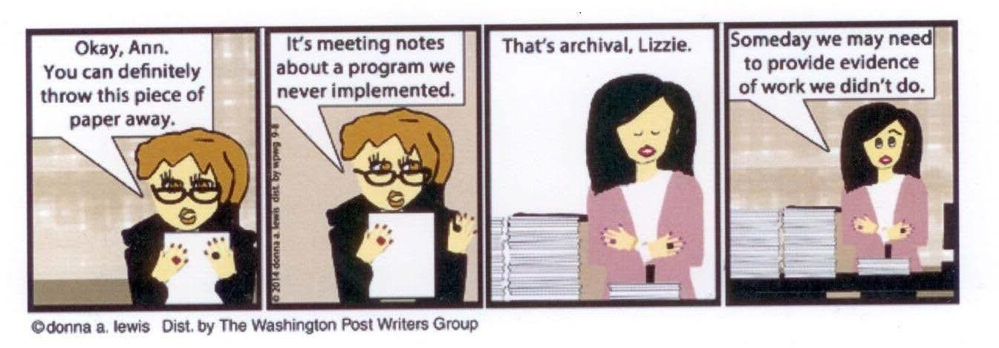 Okay, Ann.
You can definitely
throw this piece of
paper away.
It's meeting notes
about a program we
never implemented.
© 2014 donna a. lewis dist. by wpwg 9-8
That's archival, Lizzie.
Someday we may need
to provide evidence
of work we didn't do.
©donna a. lewis Dist. by The Washington Post Writers Group